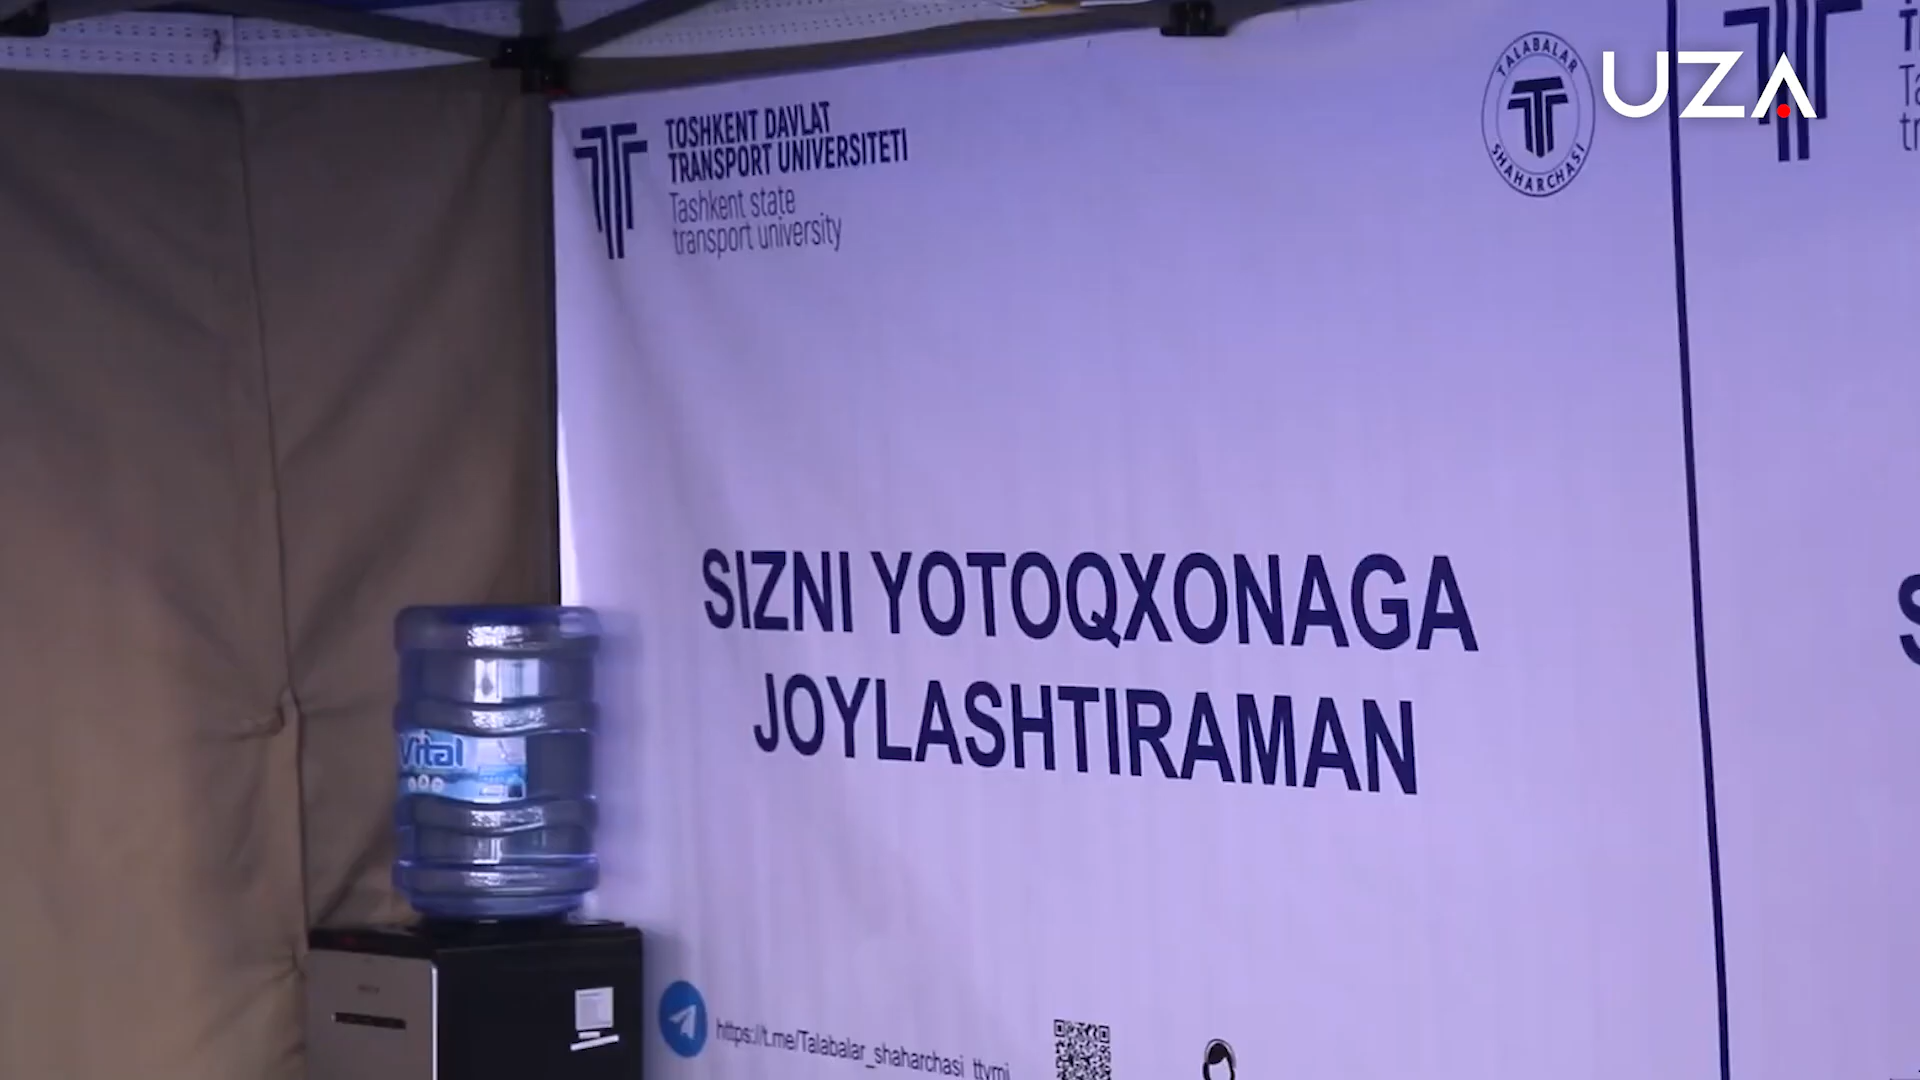 TOSHKENT DAVLAT
TRANSPORT UNIVERSITETI
Tashkent state
transport university
TALABALAR
SHAHARCHASI
UZA
SIZNI YOTOQXONAGA
JOYLASHTIRAMAN
Vital
https://t.me/Talabalar_shaharchasi_ttymi